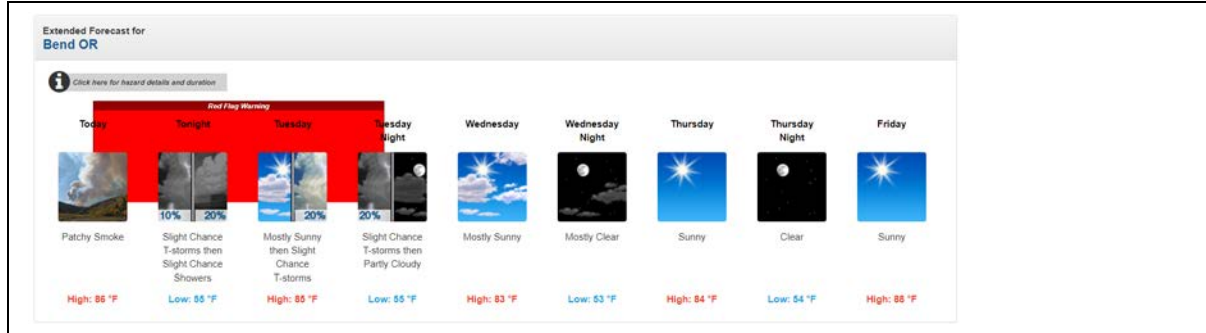 Extended Forecast for
Bend OR
Click here for hazard details and duration
Red Flag Warning
Today
Tonight
Tuesday
Tuesday
Night
Wednesday
Wednesday
Night
Thursday
Thursday
Night
Friday
10% 20%
20%
20%
Patchy Smoke
Slight Chance
T-storms then
Slight Chance
Showers
Mostly Sunny
then Slight
Chance
T-storms
Slight Chance
T-storms then
Partly Cloudy
Mostly Sunny
Mostly Clear
Sunny
Clear
Sunny
High: 86 °F
Low: 55 °F
High: 85 °F
Low: 55 °F
High: 83 °F
Low: 53 °F
High: 84 °F
Low: 54 °F
High: 88 °F